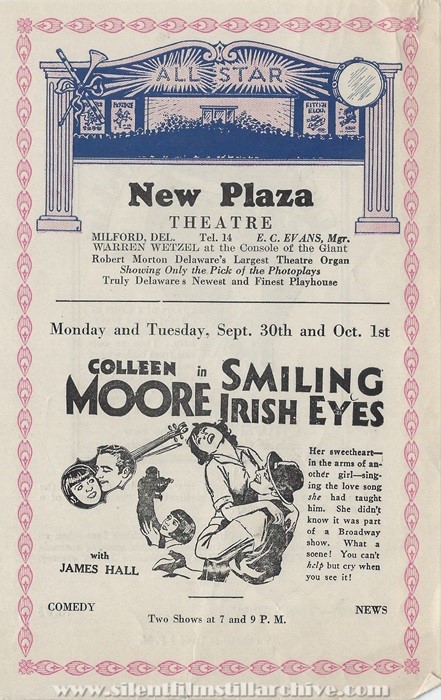 ALL STAR
New Plaza
THEATRE
MILFORD, DEL. Tel. 14 E. C. EVANS, Mgr.
WARREN WETZEL at the Console of the Giant
Robert Morton Delaware's Largest Theatre Organ
Showing Only the Pick of the Photoplays
Truly Delaware's Newest and Finest Playhouse
Monday and Tuesday, Sept. 30th and Oct. 1st
COLLEEN MOORE in SMILING IRISH EYES
Her sweetheart—
in the arms of an-
other girl—sing-
ing the love song
she had taught
him. She didn't
know it was part
of a Broadway
show. What a
scene! You can't
help but cry when
you see it!
with
JAMES HALL
COMEDY NEWS
Two Shows at 7 and 9 P. M.
www.silentfilmstillarchive.com